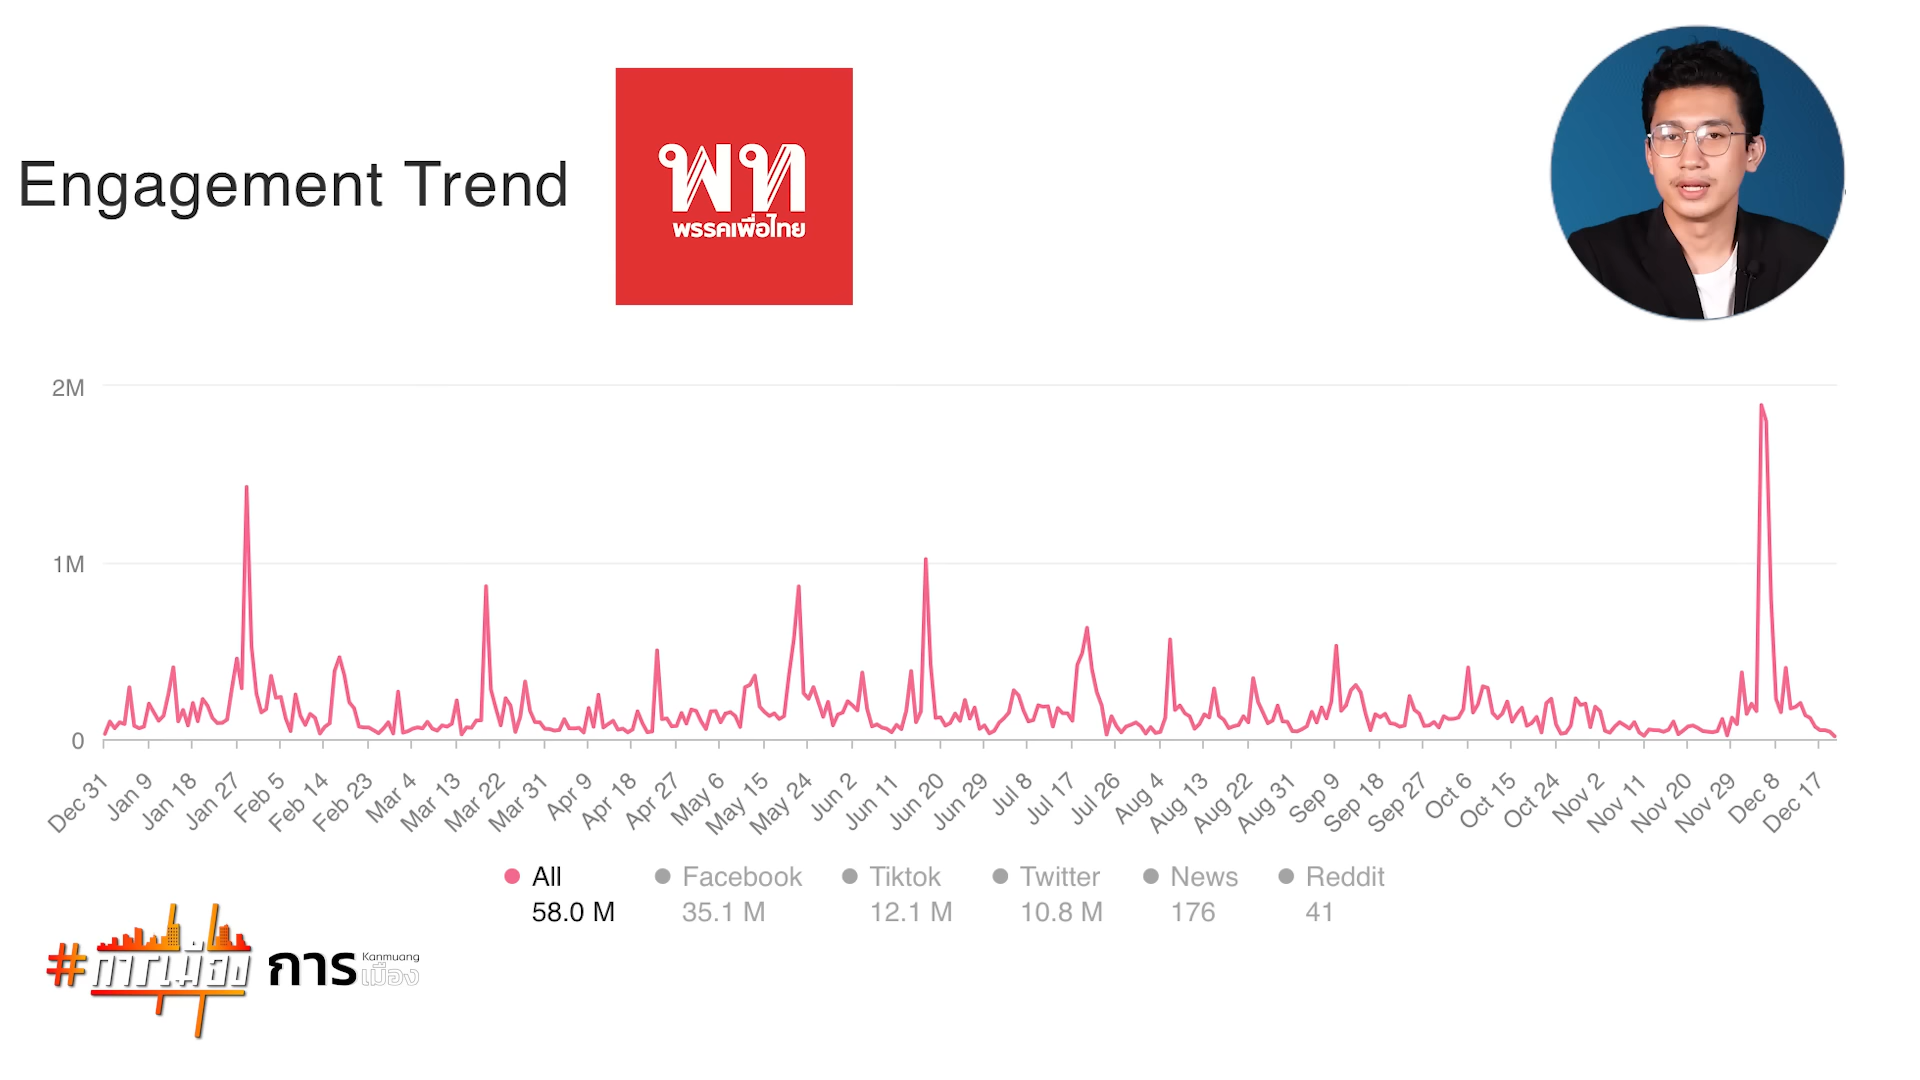 Engagement Trend
พท
พรรคเพื่อไทย
2M
1M
0
Dec 31 Jan 9 Jan 18 Jan 27 Feb 5 Feb 14 Feb 23 Mar 4 Mar 13 Mar 22 Mar 31 Apr 9 Apr 18 Apr 27 May 6 May 15 May 24 Jun 2 Jun 11 Jun 20 Jun 29 Jul 8 Jul 17 Jul 26 Aug 4 Aug 13 Aug 22 Aug 31 Sep 9 Sep 18 Sep 27 Oct 6 Oct 15 Oct 24 Nov 2 Nov 11 Nov 20 Nov 29 Dec 8 Dec 17
All Facebook Tiktok Twitter News Reddit
58.0 M 35.1 M 12.1 M 10.8 M 176 41
#การเมือง
การ Kanmuang
เมือง